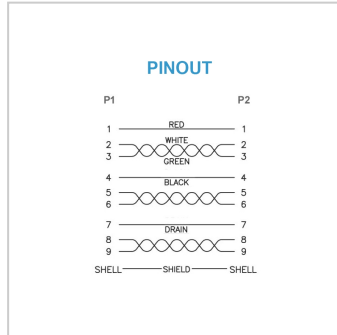 PINOUT
P1 P2
1 RED 1
2 WHITE 2
3 GREEN 3
4 4
BLACK
5 5
6 6
7 7
DRAIN
8 8
9 9
SHELL SHIELD SHELL